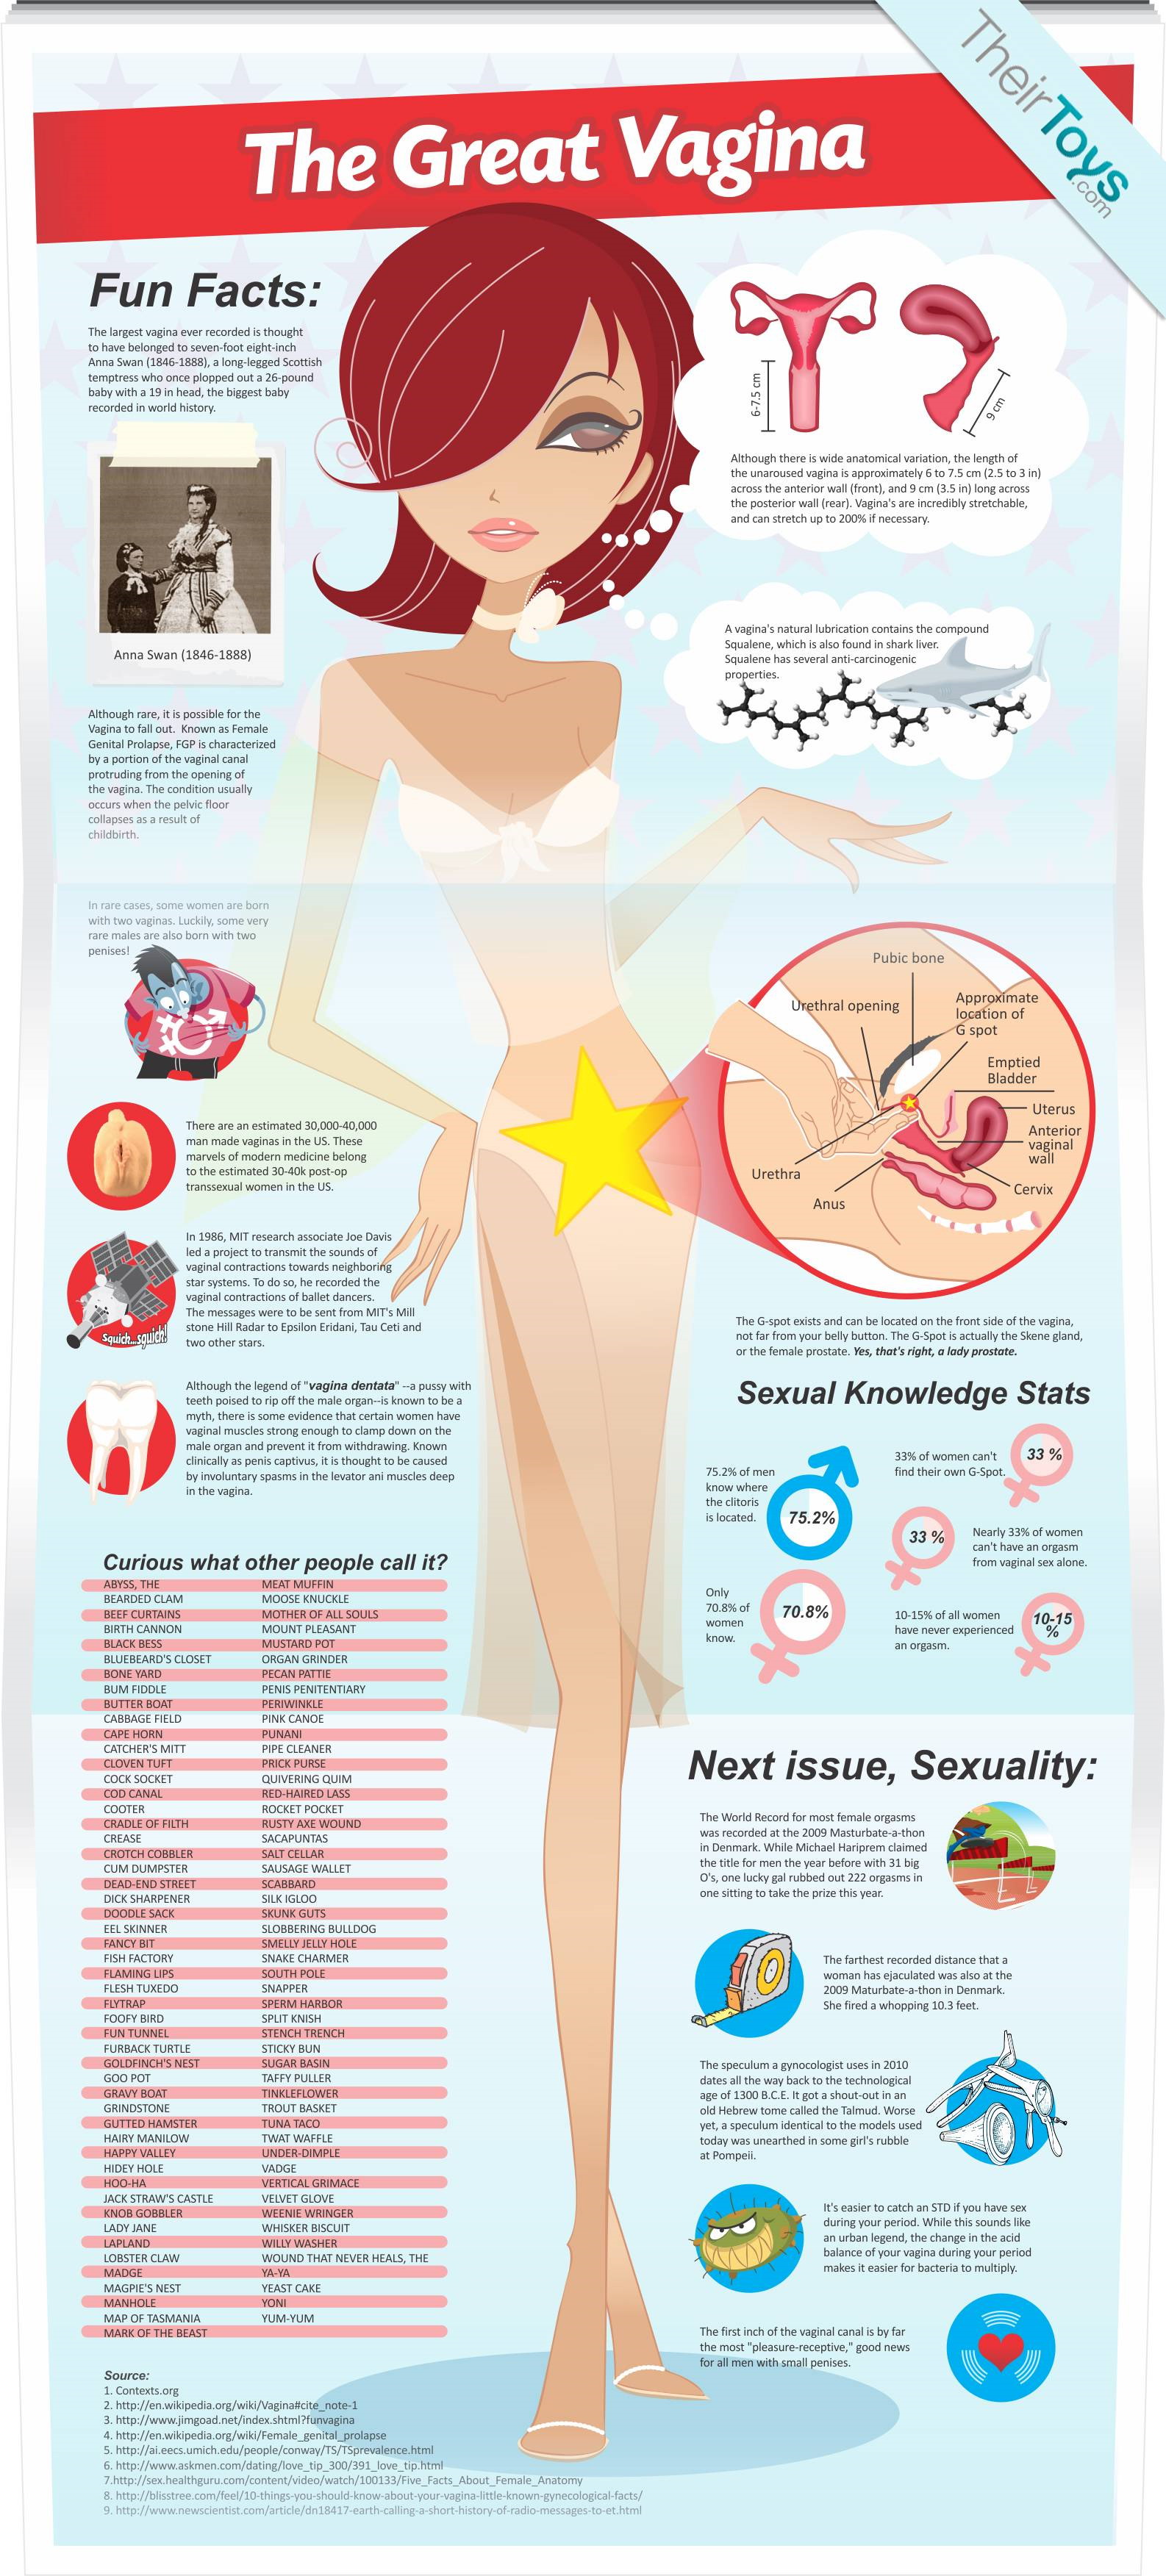 TheirToys
.com
The Great Vagina
Fun Facts:
The largest vagina ever recorded is thought
to have belonged to seven-foot eight-inch
Anna Swan (1846-1888), a long-legged Scottish
temptress who once plopped out a 26-pound
baby with a 19 in head, the biggest baby
recorded in world history.
Anna Swan (1846-1888)
6-7.5 cm
9 cm
Although there is wide anatomical variation, the length of
the unaroused vagina is approximately 6 to 7.5 cm (2.5 to 3 in)
across the anterior wall (front), and 9 cm (3.5 in) long across
the posterior wall (rear). Vagina's are incredibly stretchable,
and can stretch up to 200% if necessary.
A vagina's natural lubrication contains the compound
Squalene, which is also found in shark liver.
Squalene has several anti-carcinogenic
properties.
Although rare, it is possible for the
Vagina to fall out. Known as Female
Genital Prolapse, FGP is characterized
by a portion of the vaginal canal
protruding from the opening of
the vagina. The condition usually
occurs when the pelvic floor
collapses as a result of
childbirth.
In rare cases, some women are born
with two vaginas. Luckily, some very
rare males are also born with two
penises!
There are an estimated 30,000-40,000
man made vaginas in the US. These
marvels of modern medicine belong
to the estimated 30-40k post-op
transsexual women in the US.
In 1986, MIT research associate Joe Davis
led a project to transmit the sounds of
vaginal contractions towards neighboring
star systems. To do so, he recorded the
vaginal contractions of ballet dancers.
The messages were to be sent from MIT's Mill
stone Hill Radar to Epsilon Eridani, Tau Ceti and
two other stars.
Squich...squich!
Although the legend of "vagina dentata" --a pussy with
teeth poised to rip off the male organ--is known to be a
myth, there is some evidence that certain women have
vaginal muscles strong enough to clamp down on the
male organ and prevent it from withdrawing. Known
clinically as penis captivus, it is thought to be caused
by involuntary spasms in the levator ani muscles deep
in the vagina.
Pubic bone
Urethral opening
Approximate
location of
G spot
Emptied
Bladder
Uterus
Anterior
vaginal
wall
Cervix
Urethra
Anus
The G-spot exists and can be located on the front side of the vagina,
not far from your belly button. The G-Spot is actually the Skene gland,
or the female prostate. Yes, that's right, a lady prostate.
Sexual Knowledge Stats
75.2% of men
know where
the clitoris
is located.
75.2%
33% of women can't
find their own G-Spot.
33 %
33 %
Nearly 33% of women
can't have an orgasm
from vaginal sex alone.
Only
70.8% of
women
know.
70.8%
10-15% of all women
have never experienced
an orgasm.
10-15
%
Curious what other people call it?
ABYSS, THE MEAT MUFFIN
BEARDED CLAM MOOSE KNUCKLE
BEEF CURTAINS MOTHER OF ALL SOULS
BIRTH CANNON MOUNT PLEASANT
BLACK BESS MUSTARD POT
BLUEBEARD'S CLOSET ORGAN GRINDER
BONE YARD PECAN PATTIE
BUM FIDDLE PENIS PENITENTIARY
BUTTER BOAT PERIWINKLE
CABBAGE FIELD PINK CANOE
CAPE HORN PUNANI
CATCHER'S MITT PIPE CLEANER
CLOVEN TUFT PRICK PURSE
COCK SOCKET QUIVERING QUIM
COD CANAL RED-HAIRED LASS
COOTER ROCKET POCKET
CRADLE OF FILTH RUSTY AXE WOUND
CREASE SACAPUNTAS
CROTCH COBBLER SALT CELLAR
CUM DUMPSTER SAUSAGE WALLET
DEAD-END STREET SCABBARD
DICK SHARPENER SILK IGLOO
DOODLE SACK SKUNK GUTS
EEL SKINNER SLOBBERING BULLDOG
FANCY BIT SMELLY JELLY HOLE
FISH FACTORY SNAKE CHARMER
FLAMING LIPS SOUTH POLE
FLESH TUXEDO SNAPPER
FLYTRAP SPERM HARBOR
FOOFY BIRD SPLIT KNISH
FUN TUNNEL STENCH TRENCH
FURBACK TURTLE STICKY BUN
GOLDFINCH'S NEST SUGAR BASIN
GOO POT TAFFY PULLER
GRAVY BOAT TINKLEFLOWER
GRINDSTONE TROUT BASKET
GUTTED HAMSTER TUNA TACO
HAIRY MANILOW TWAT WAFFLE
HAPPY VALLEY UNDER-DIMPLE
HIDEY HOLE VADGE
HOO-HA VERTICAL GRIMACE
JACK STRAW'S CASTLE VELVET GLOVE
KNOB GOBBLER WEENIE WRINGER
LADY JANE WHISKER BISCUIT
LAPLAND WILLY WASHER
LOBSTER CLAW WOUND THAT NEVER HEALS, THE
MADGE YA-YA
MAGPIE'S NEST YEAST CAKE
MANHOLE YONI
MAP OF TASMANIA YUM-YUM
MARK OF THE BEAST
Next issue, Sexuality:
The World Record for most female orgasms
was recorded at the 2009 Masturbate-a-thon
in Denmark. While Michael Hariprem claimed
the title for men the year before with 31 big
O's, one lucky gal rubbed out 222 orgasms in
one sitting to take the prize this year.
The farthest recorded distance that a
woman has ejaculated was also at the
2009 Maturbate-a-thon in Denmark.
She fired a whopping 10.3 feet.
The speculum a gynocologist uses in 2010
dates all the way back to the technological
age of 1300 B.C.E. It got a shout-out in an
old Hebrew tome called the Talmud. Worse
yet, a speculum identical to the models used
today was unearthed in some girl's rubble
at Pompeii.
It's easier to catch an STD if you have sex
during your period. While this sounds like
an urban legend, the change in the acid
balance of your vagina during your period
makes it easier for bacteria to multiply.
The first inch of the vaginal canal is by far
the most "pleasure-receptive," good news
for all men with small penises.
Source:
1. Contexts.org
2. http://en.wikipedia.org/wiki/Vagina#cite_note-1
3. http://www.jimgoad.net/index.shtml?funvagina
4. http://en.wikipedia.org/wiki/Female_genital_prolapse
5. http://ai.eecs.umich.edu/people/conway/TS/TSprevalence.html
6. http://www.askmen.com/dating/love_tip_300/391_love_tip.html
7.http://sex.healthguru.com/content/video/watch/100133/Five_Facts_About_Female_Anatomy
8. http://blisstree.com/feel/10-things-you-should-know-about-your-vagina-little-known-gynecological-facts/
9. http://www.newscientist.com/article/dn18417-earth-calling-a-short-history-of-radio-messages-to-et.html